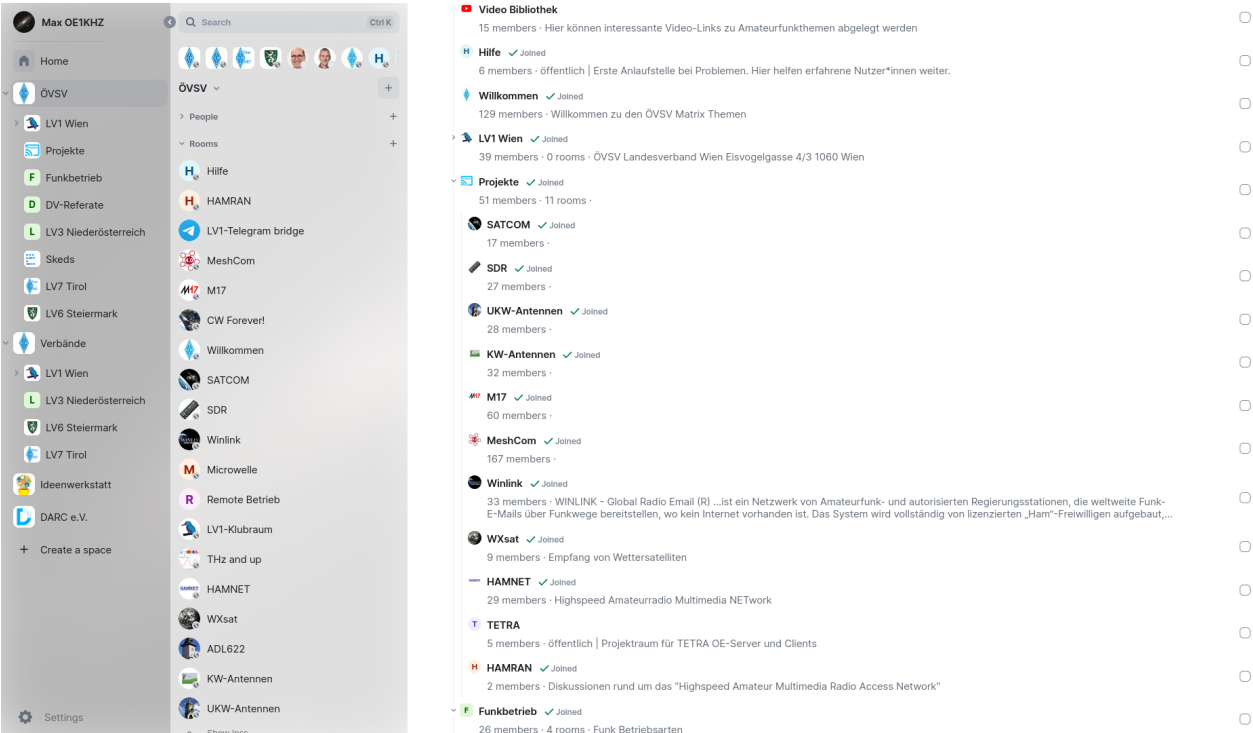 Max OE1KHZ
Home
ÖVSV
LV1 Wien
Projekte
F Funkbetrieb
D DV-Referate
L LV3 Niederösterreich
Skeds
LV7 Tirol
LV6 Steiermark
Verbände
LV1 Wien
L LV3 Niederösterreich
LV6 Steiermark
LV7 Tirol
Ideenwerkstatt
DARC e.V.
+ Create a space
Settings
Search Ctrl K
H
ÖVSV +
People +
Rooms +
H Hilfe
H HAMRAN
LV1-Telegram bridge
MeshCom
M17 M17
CW Forever!
Willkommen
SATCOM
SDR
WINLINK Winlink
M Microwelle
R Remote Betrieb
LV1-Klubraum
THz and up
HAMNET HAMNET
WXsat
ADL622
KW-Antennen
UKW-Antennen
Show less
Video Bibliothek
15 members · Hier können interessante Video-Links zu Amateurfunkthemen abgelegt werden
H Hilfe ✓ Joined
6 members · öffentlich | Erste Anlaufstelle bei Problemen. Hier helfen erfahrene Nutzer*innen weiter.
Willkommen ✓ Joined
129 members · Willkommen zu den ÖVSV Matrix Themen
LV1 Wien ✓ Joined
39 members · 0 rooms · ÖVSV Landesverband Wien Eisvogelgasse 4/3 1060 Wien
Projekte ✓ Joined
51 members · 11 rooms ·
SATCOM ✓ Joined
17 members ·
SDR ✓ Joined
27 members ·
UKW-Antennen ✓ Joined
28 members ·
KW-Antennen ✓ Joined
32 members ·
M17 M17 ✓ Joined
60 members ·
MeshCom ✓ Joined
167 members ·
Winlink ✓ Joined
33 members · WINLINK - Global Radio Email (R) ...ist ein Netzwerk von Amateurfunk- und autorisierten Regierungsstationen, die weltweite Funk-
E-Mails über Funkwege bereitstellen, wo kein Internet vorhanden ist. Das System wird vollständig von lizenzierten „Ham"-Freiwilligen aufgebaut,...
WXsat ✓ Joined
9 members · Empfang von Wettersatelliten
HAMNET ✓ Joined
29 members · Highspeed Amateurradio Multimedia NETwork
T TETRA
5 members · öffentlich | Projektraum für TETRA OE-Server und Clients
H HAMRAN ✓ Joined
2 members · Diskussionen rund um das "Highspeed Amateur Multimedia Radio Access Network"
F Funkbetrieb ✓ Joined
26 members · 4 rooms · Funk Betriebsarten